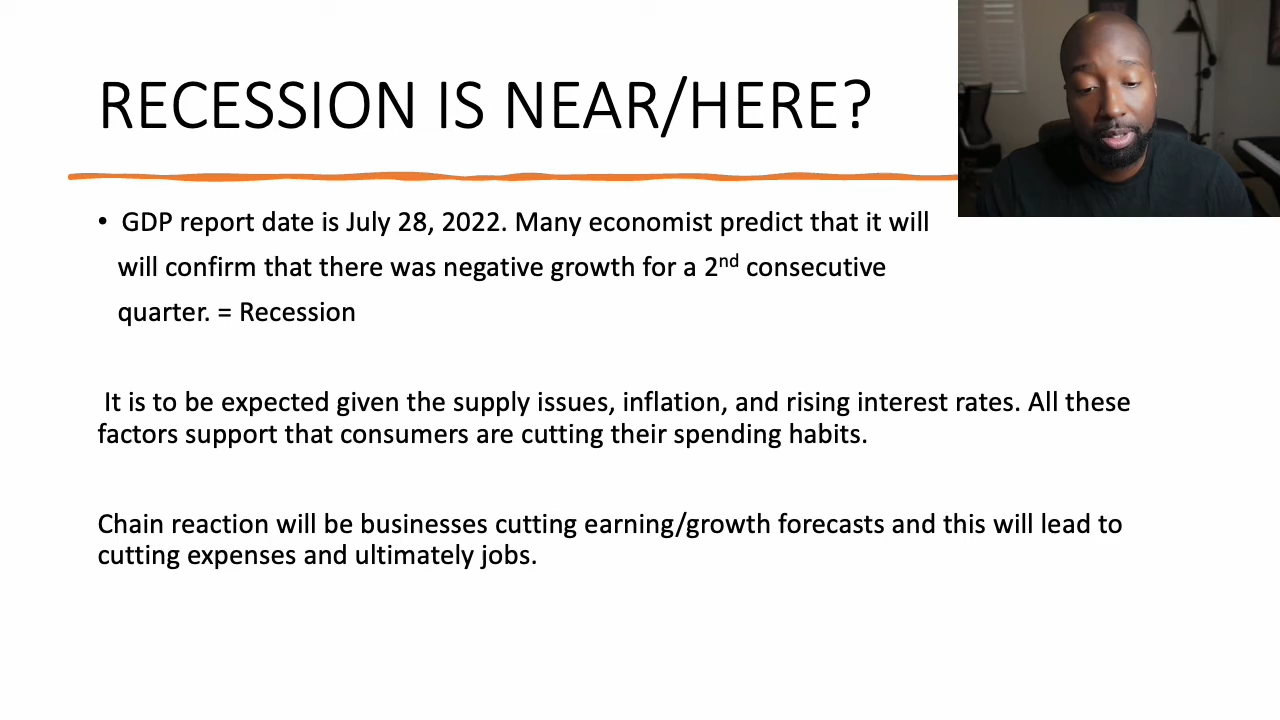 RECESSION IS NEAR/HERE?
• GDP report date is July 28, 2022. Many economist predict that it will
will confirm that there was negative growth for a 2nd consecutive
quarter. = Recession
It is to be expected given the supply issues, inflation, and rising interest rates. All these
factors support that consumers are cutting their spending habits.
Chain reaction will be businesses cutting earning/growth forecasts and this will lead to
cutting expenses and ultimately jobs.